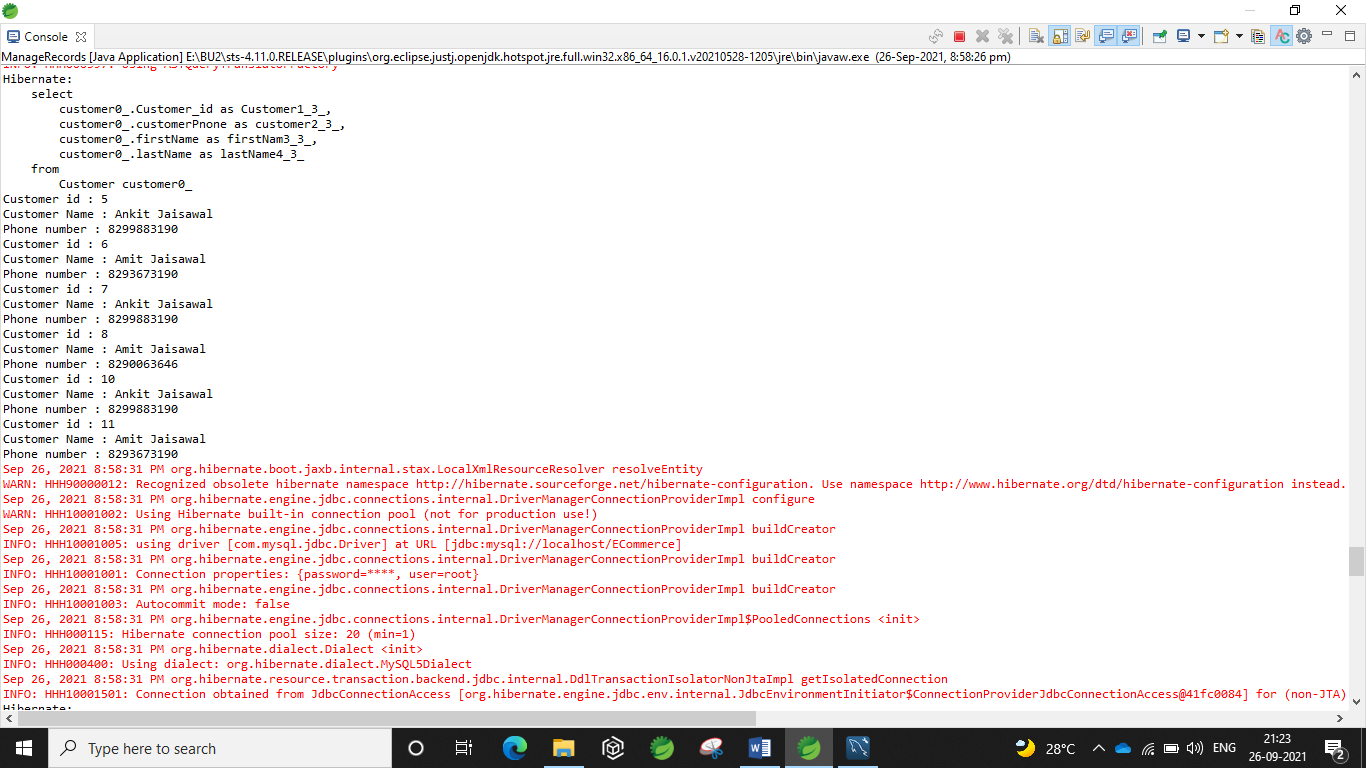 Console
ManageRecords [Java Application] E:\BU2\sts-4.11.0.RELEASE\plugins\org.eclipse.justj.openjdk.hotspot.jre.full.win32.x86_64_16.0.1.v20210528-1205\jre\bin\javaw.exe (26-Sep-2021, 8:58:26 pm)
INFO: HHH000397: Using ASTQueryTranslatorFactory
Hibernate:
    select
        customer0_.Customer_id as Customer1_3_,
        customer0_.customerPnone as customer2_3_,
        customer0_.firstName as firstNam3_3_,
        customer0_.lastName as lastName4_3_
    from
        Customer customer0_
Customer id : 5
Customer Name : Ankit Jaisawal
Phone number : 8299883190
Customer id : 6
Customer Name : Amit Jaisawal
Phone number : 8293673190
Customer id : 7
Customer Name : Ankit Jaisawal
Phone number : 8299883190
Customer id : 8
Customer Name : Amit Jaisawal
Phone number : 8290063646
Customer id : 10
Customer Name : Ankit Jaisawal
Phone number : 8299883190
Customer id : 11
Customer Name : Amit Jaisawal
Phone number : 8293673190
Sep 26, 2021 8:58:31 PM org.hibernate.boot.jaxb.internal.stax.LocalXmlResourceResolver resolveEntity
WARN: HHH90000012: Recognized obsolete hibernate namespace http://hibernate.sourceforge.net/hibernate-configuration. Use namespace http://www.hibernate.org/dtd/hibernate-configuration instead.
Sep 26, 2021 8:58:31 PM org.hibernate.engine.jdbc.connections.internal.DriverManagerConnectionProviderImpl configure
WARN: HHH10001002: Using Hibernate built-in connection pool (not for production use!)
Sep 26, 2021 8:58:31 PM org.hibernate.engine.jdbc.connections.internal.DriverManagerConnectionProviderImpl buildCreator
INFO: HHH10001005: using driver [com.mysql.jdbc.Driver] at URL [jdbc:mysql://localhost/ECommerce]
Sep 26, 2021 8:58:31 PM org.hibernate.engine.jdbc.connections.internal.DriverManagerConnectionProviderImpl buildCreator
INFO: HHH10001001: Connection properties: {password=****, user=root}
Sep 26, 2021 8:58:31 PM org.hibernate.engine.jdbc.connections.internal.DriverManagerConnectionProviderImpl buildCreator
INFO: HHH10001003: Autocommit mode: false
Sep 26, 2021 8:58:31 PM org.hibernate.engine.jdbc.connections.internal.DriverManagerConnectionProviderImpl$PooledConnections <init>
INFO: HHH000115: Hibernate connection pool size: 20 (min=1)
Sep 26, 2021 8:58:31 PM org.hibernate.dialect.Dialect <init>
INFO: HHH000400: Using dialect: org.hibernate.dialect.MySQL5Dialect
Sep 26, 2021 8:58:31 PM org.hibernate.resource.transaction.backend.jdbc.internal.DdlTransactionIsolatorNonJtaImpl getIsolatedConnection
INFO: HHH10001501: Connection obtained from JdbcConnectionAccess [org.hibernate.engine.jdbc.env.internal.JdbcEnvironmentInitiator$ConnectionProviderJdbcConnectionAccess@41fc0084] for (non-JTA)
Hibernate:
Type here to search
28°C
ENG
21:23
26-09-2021
2